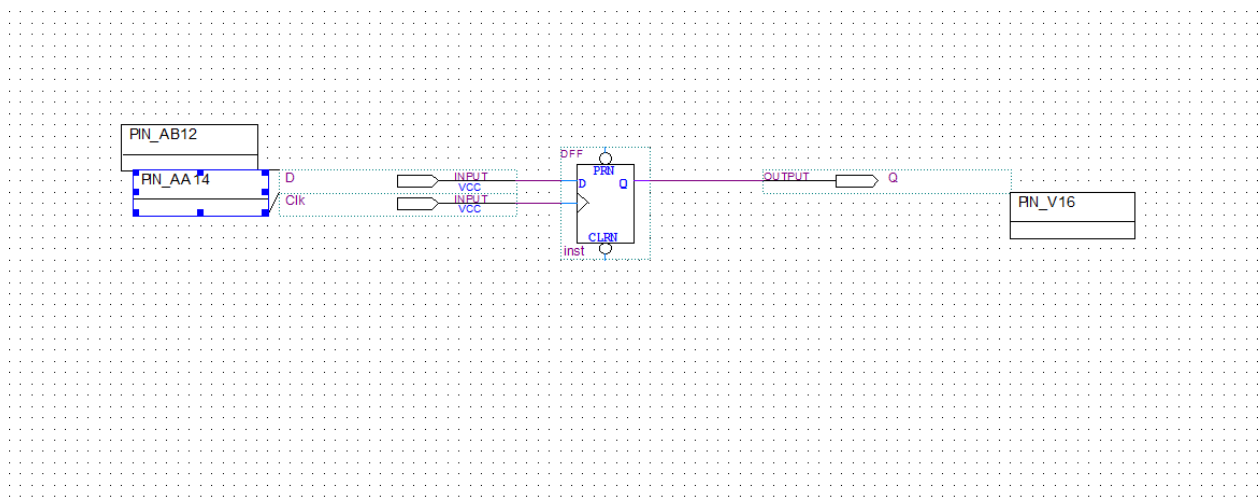 PIN_AB12
PIN_AA14
D
Clk
INPUT
VCC
INPUT
VCC
DFF
PRN
D
Q
CLRN
inst
OUTPUT
Q
PIN_V16